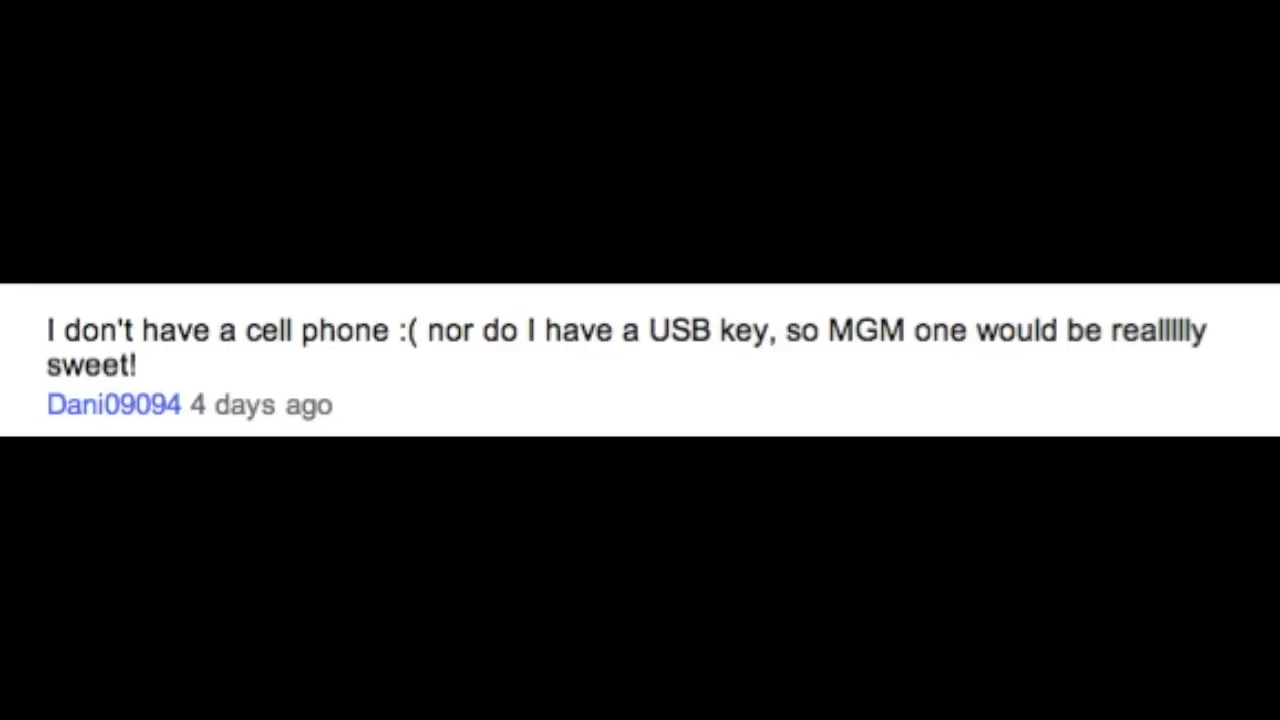 I don't have a cell phone :( nor do I have a USB key, so MGM one would be reallllly
sweet!
Dani09094 4 days ago